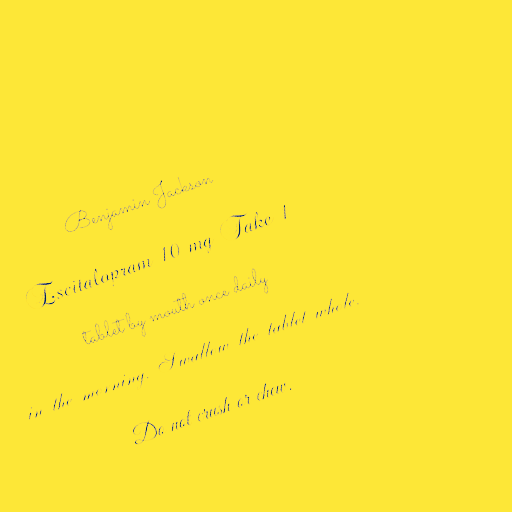 Benjamin Jackson
Escitalopram 10 mg Take 1
tablet by mouth once daily
in the morning. Swallow the tablet whole.
Do not crush or chew.